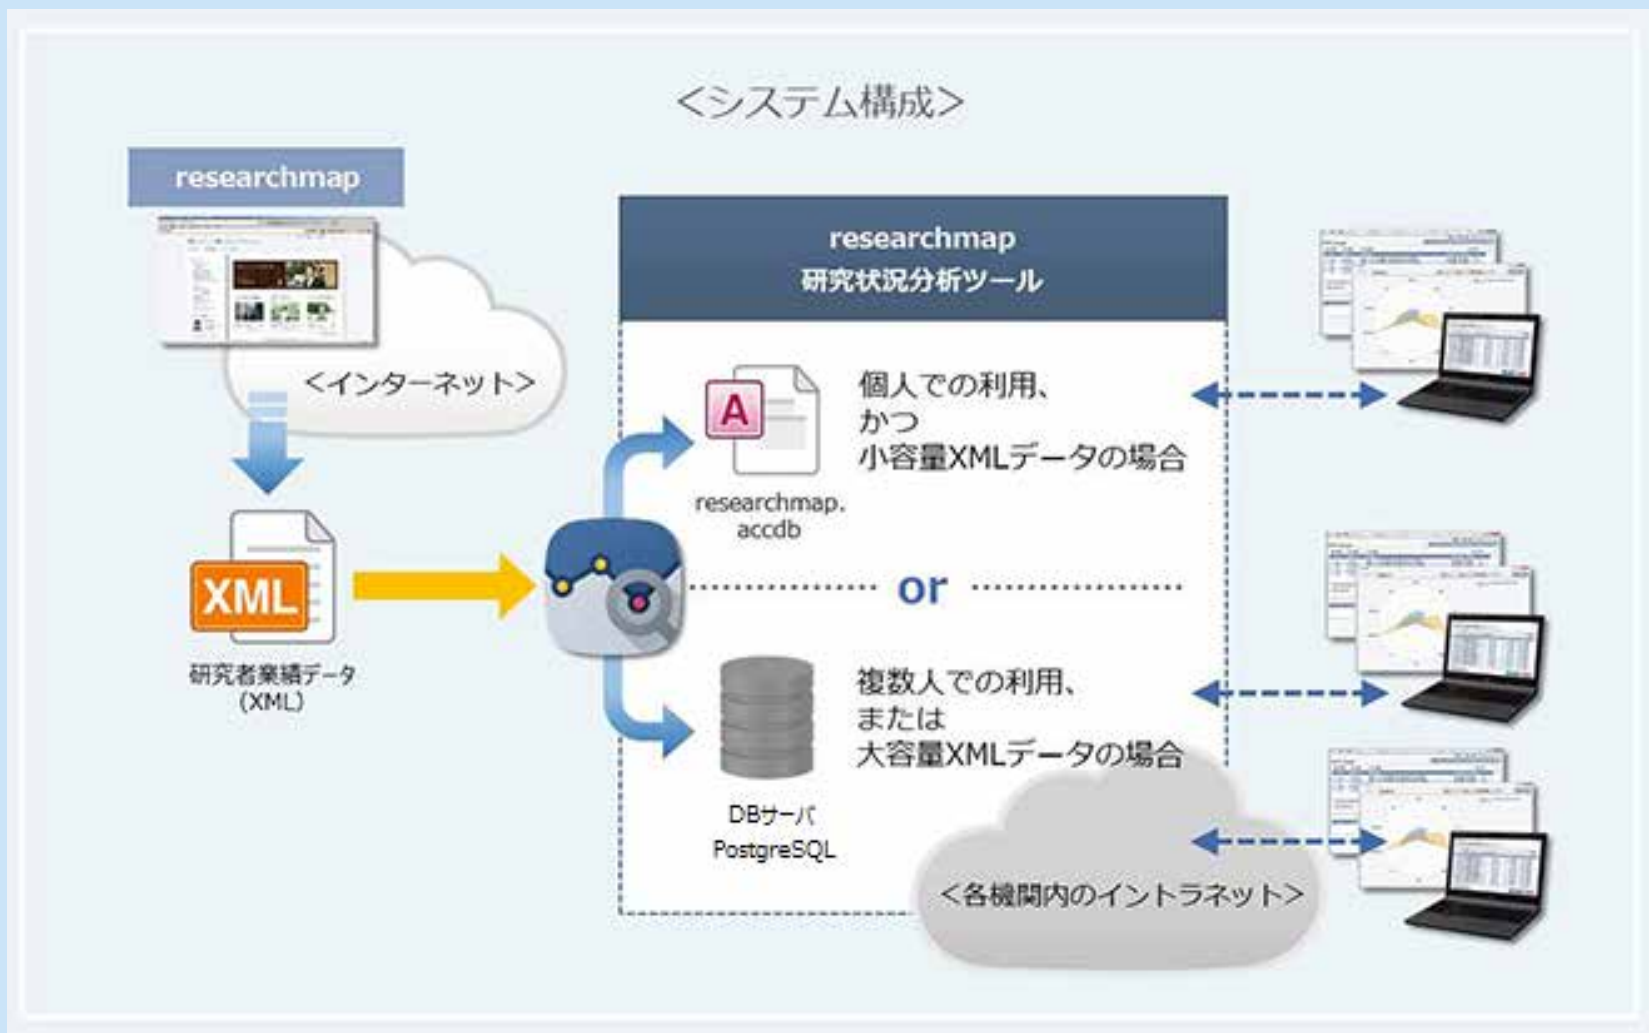 ＜システム構成＞
researchmap
＜インターネット＞
XML
研究者業績データ
(XML)
researchmap
研究状況分析ツール
A
researchmap.
accdb
個人での利用、
かつ
小容量XMLデータの場合
or
DBサーバ
PostgreSQL
複数人での利用、
または
大容量XMLデータの場合
＜各機関内のイントラネット＞